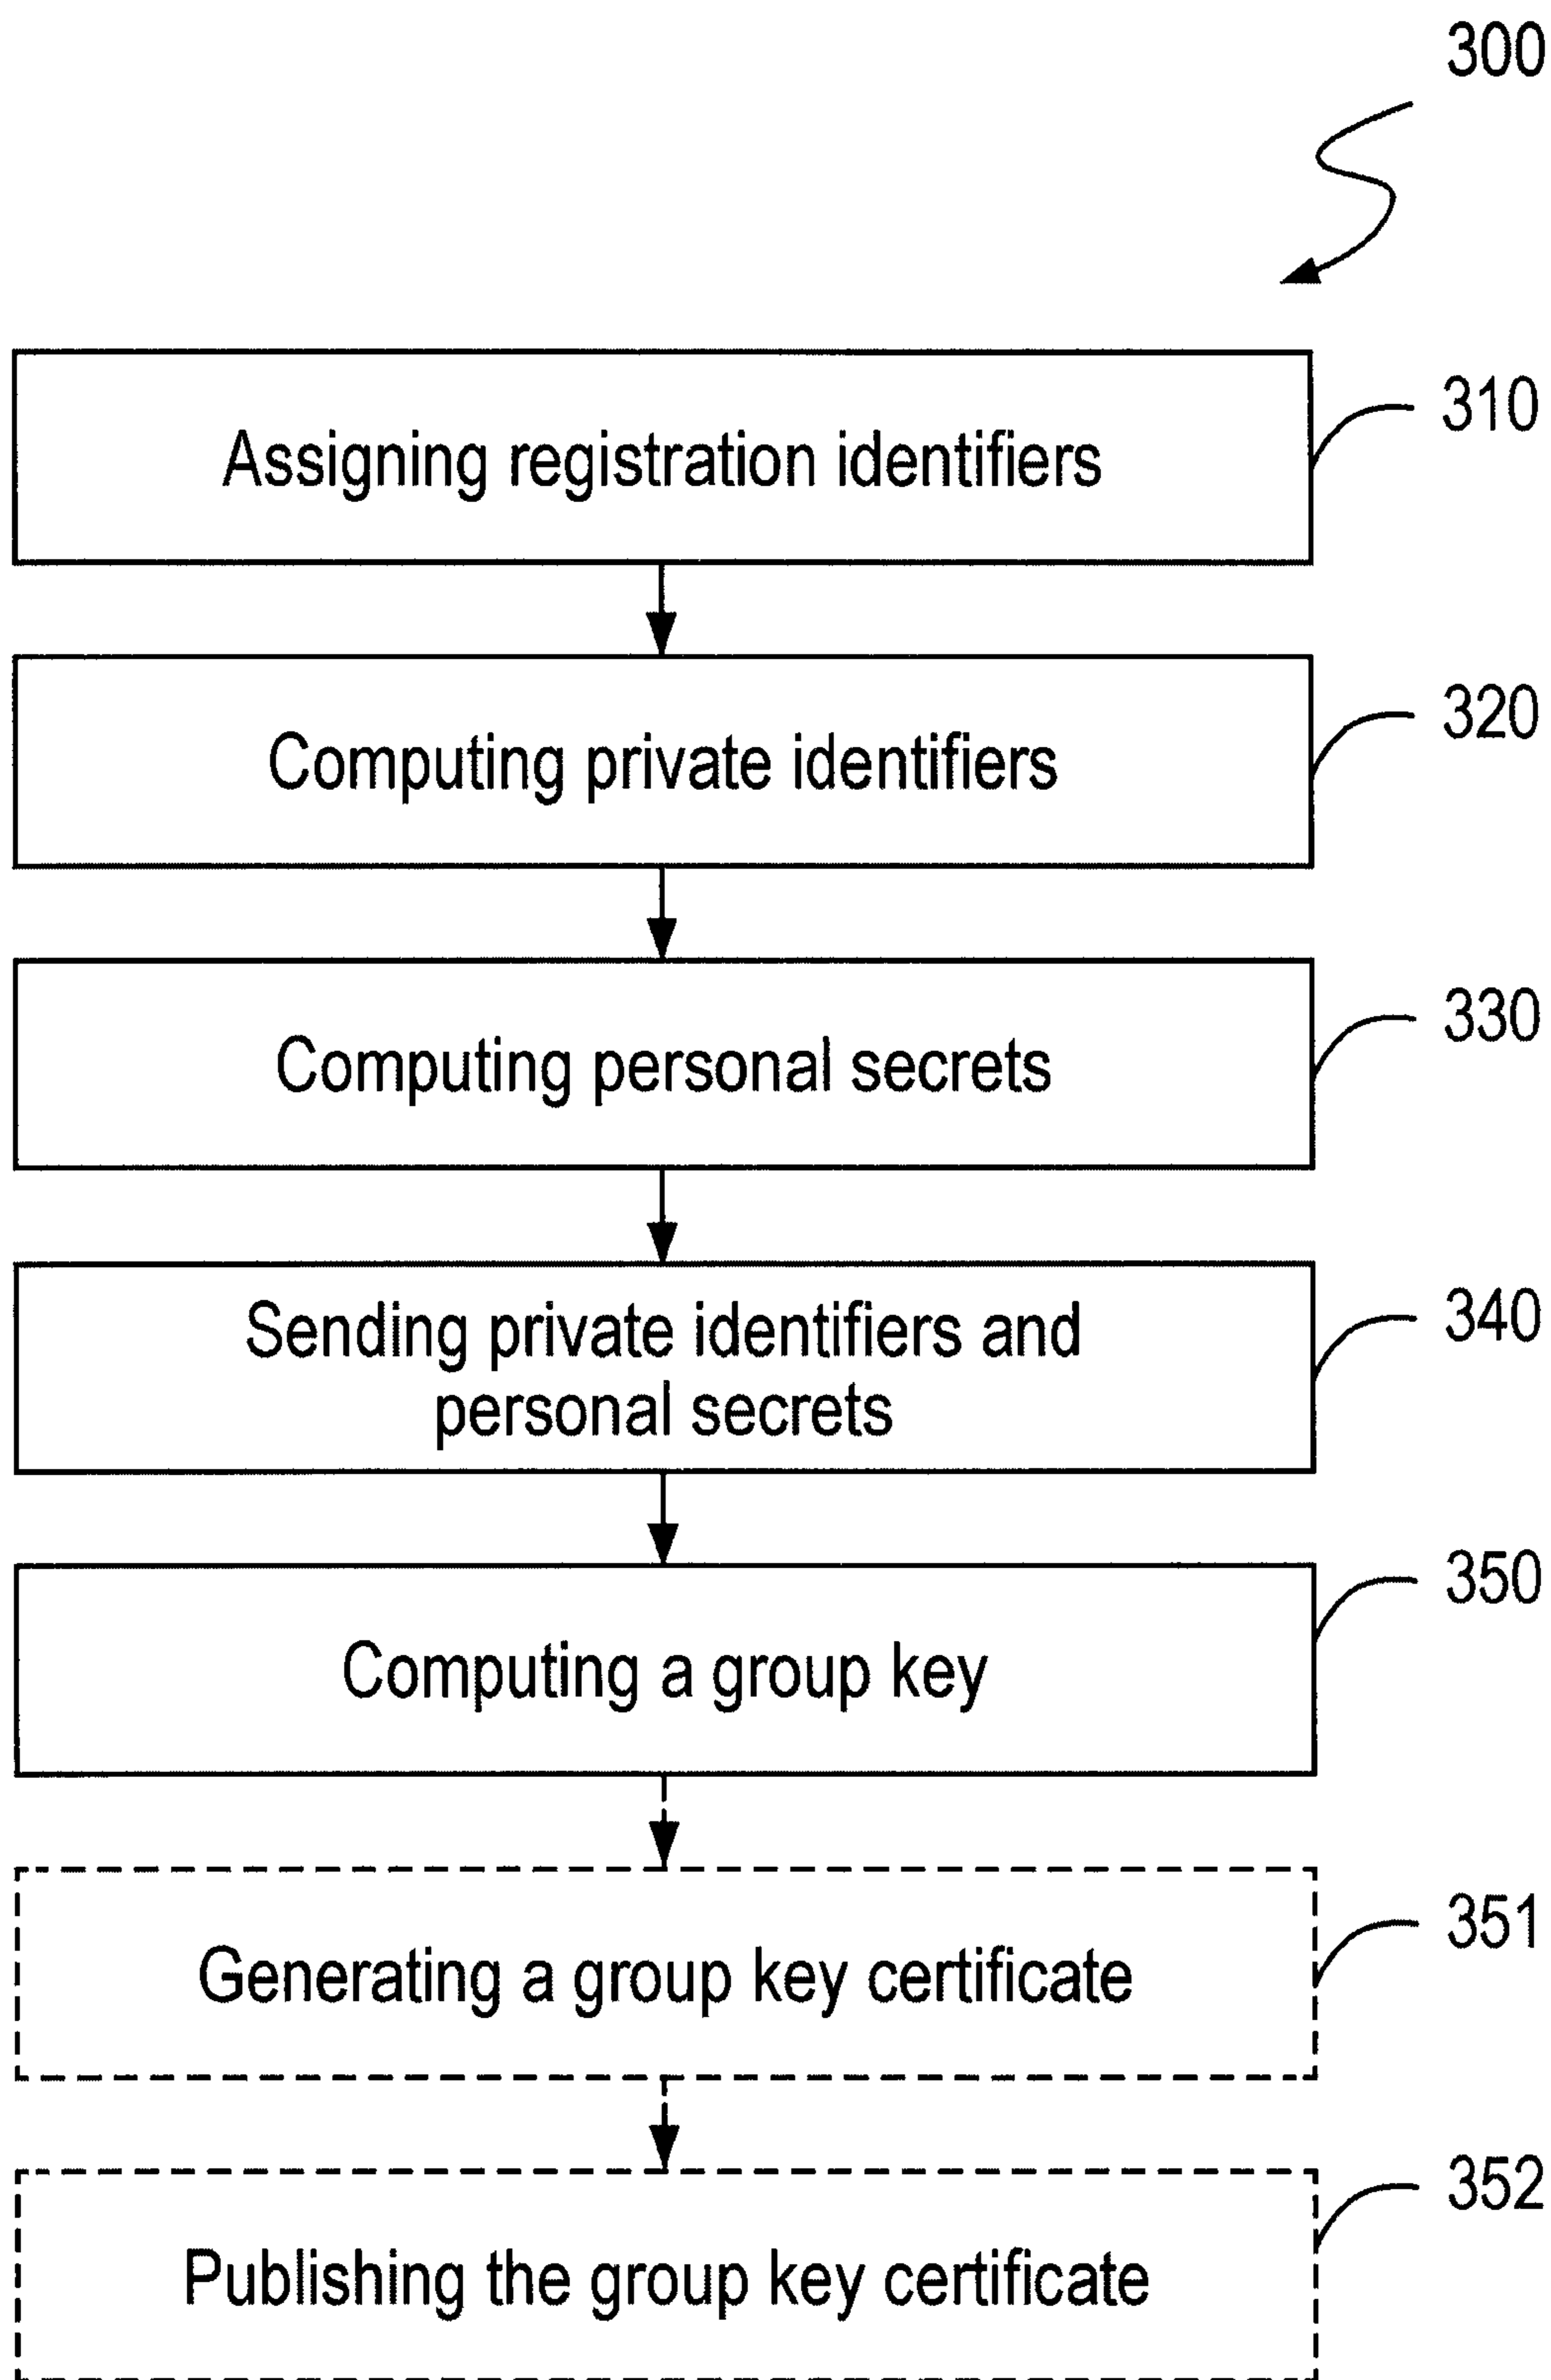 300
Assigning registration identifiers
310
Computing private identifiers
320
Computing personal secrets
330
Sending private identifiers and
personal secrets
340
Computing a group key
350
Generating a group key certificate
351
Publishing the group key certificate
352